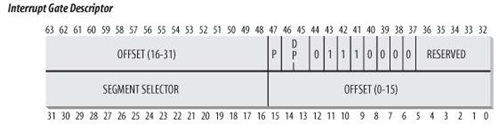 Interrupt Gate Descriptor
63 62 61 60 59 58 57 56 55 54 53 52 51 50 49 48 47 46 45 44 43 42 41 40 39 38 37 36 35 34 33 32
OFFSET (16-31) P DPL 0 1 1 1 0 0 0 0 RESERVED
SEGMENT SELECTOR OFFSET (0-15)
31 30 29 28 27 26 25 24 23 22 21 20 19 18 17 16 15 14 13 12 11 10 9 8 7 6 5 4 3 2 1 0